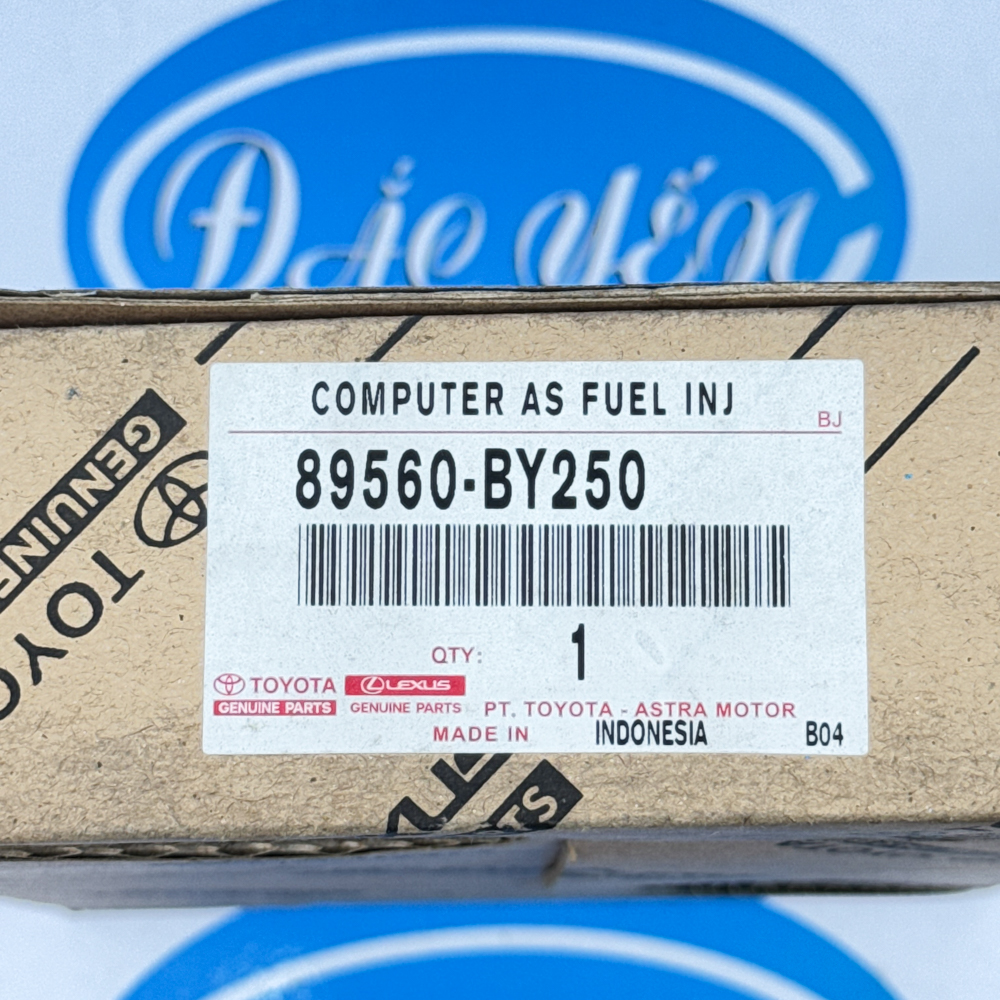 ĐẮC YẾN
COMPUTER AS FUEL INJ
BJ
89560-BY250
QTY: 1
TOYOTA LEXUS
GENUINE PARTS GENUINE PARTS PT. TOYOTA - ASTRA MOTOR
MADE IN INDONESIA B04
GENUINE
TOYO